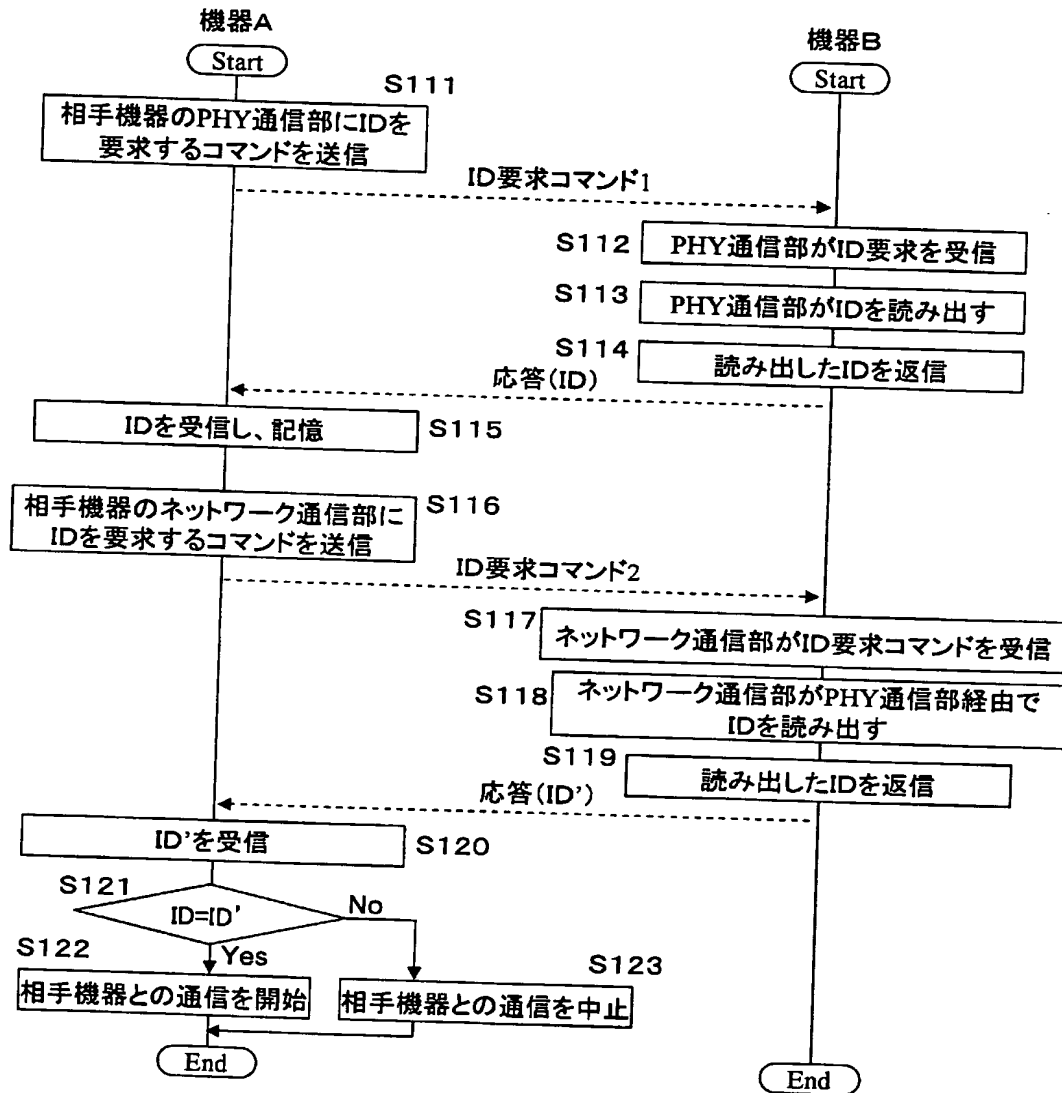 機器A
Start
機器B
Start
S111
相手機器のPHY通信部にIDを
要求するコマンドを送信
ID要求コマンド1
S112
PHY通信部がID要求を受信
S113
PHY通信部がIDを読み出す
S114
読み出したIDを返信
応答(ID)
IDを受信し、記憶
S115
相手機器のネットワーク通信部に
IDを要求するコマンドを送信
S116
ID要求コマンド2
S117
ネットワーク通信部がID要求コマンドを受信
S118
ネットワーク通信部がPHY通信部経由で
IDを読み出す
S119
読み出したIDを返信
応答(ID')
ID'を受信
S120
S121
ID=ID'
No
Yes
S122
相手機器との通信を開始
S123
相手機器との通信を中止
End
End